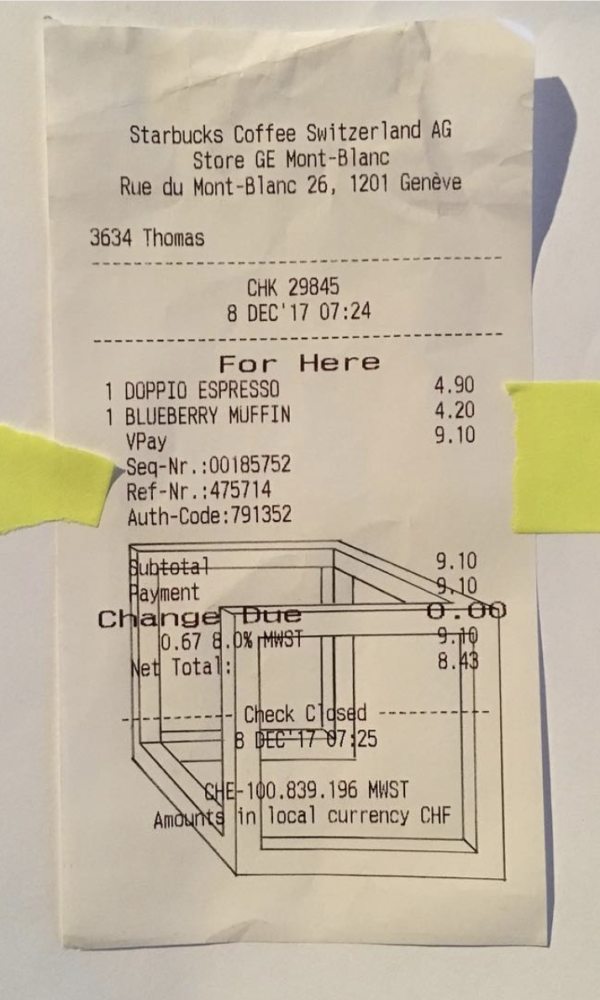 Starbucks Coffee Switzerland AG
Store GE Mont-Blanc
Rue du Mont-Blanc 26, 1201 Genève
3634 Thomas
CHK 29845
8 DEC'17 07:24
For Here
1 DOPPIO ESPRESSO 4.90
1 BLUEBERRY MUFFIN 4.20
VPay 9.10
Seq-Nr.:00185752
Ref-Nr.:475714
Auth-Code:791352
Subtotal 9.10
Payment 9.10
Change Due 0.00
0.67 8.0% MWST 9.10
Net Total: 8.43
Check Closed
8 DEC'17 07:25
CHE-100.839.196 MWST
Amounts in local currency CHF